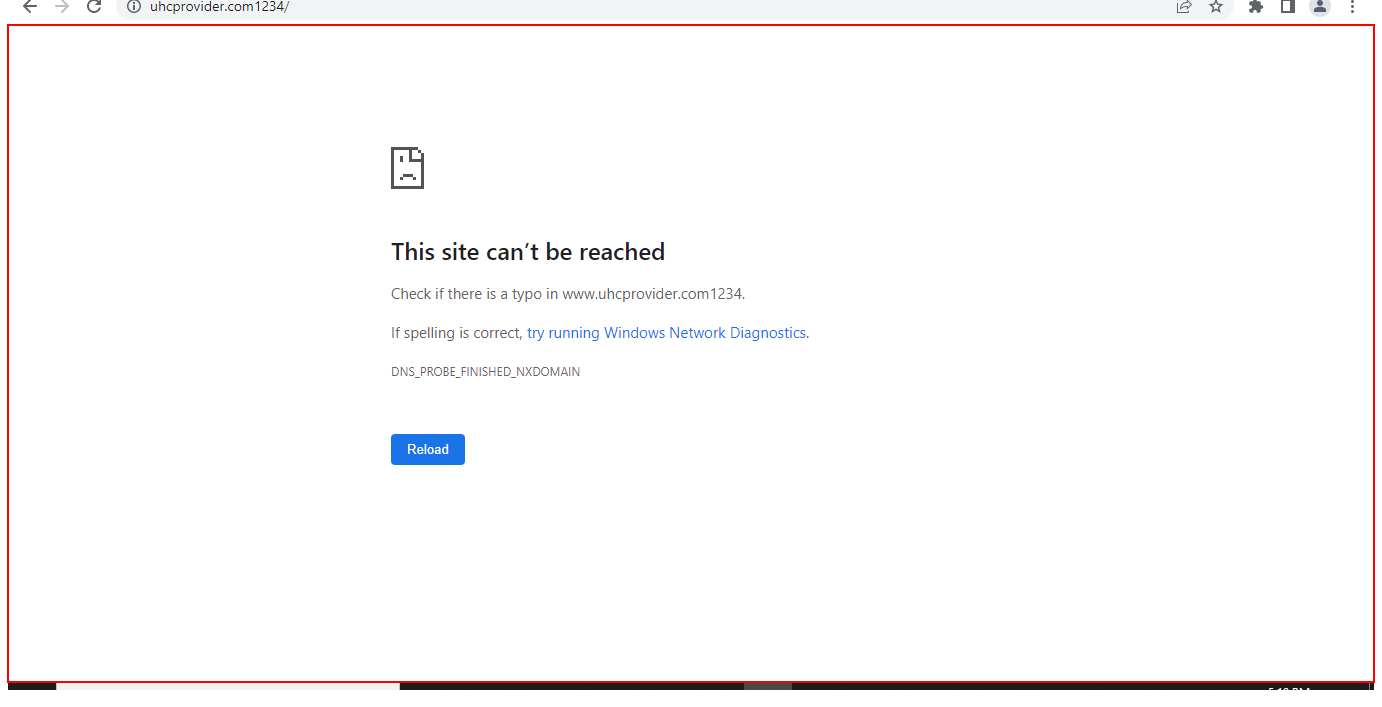 uhcprovider.com1234/
This site can’t be reached
Check if there is a typo in www.uhcprovider.com1234.
If spelling is correct, try running Windows Network Diagnostics.
DNS_PROBE_FINISHED_NXDOMAIN
Reload